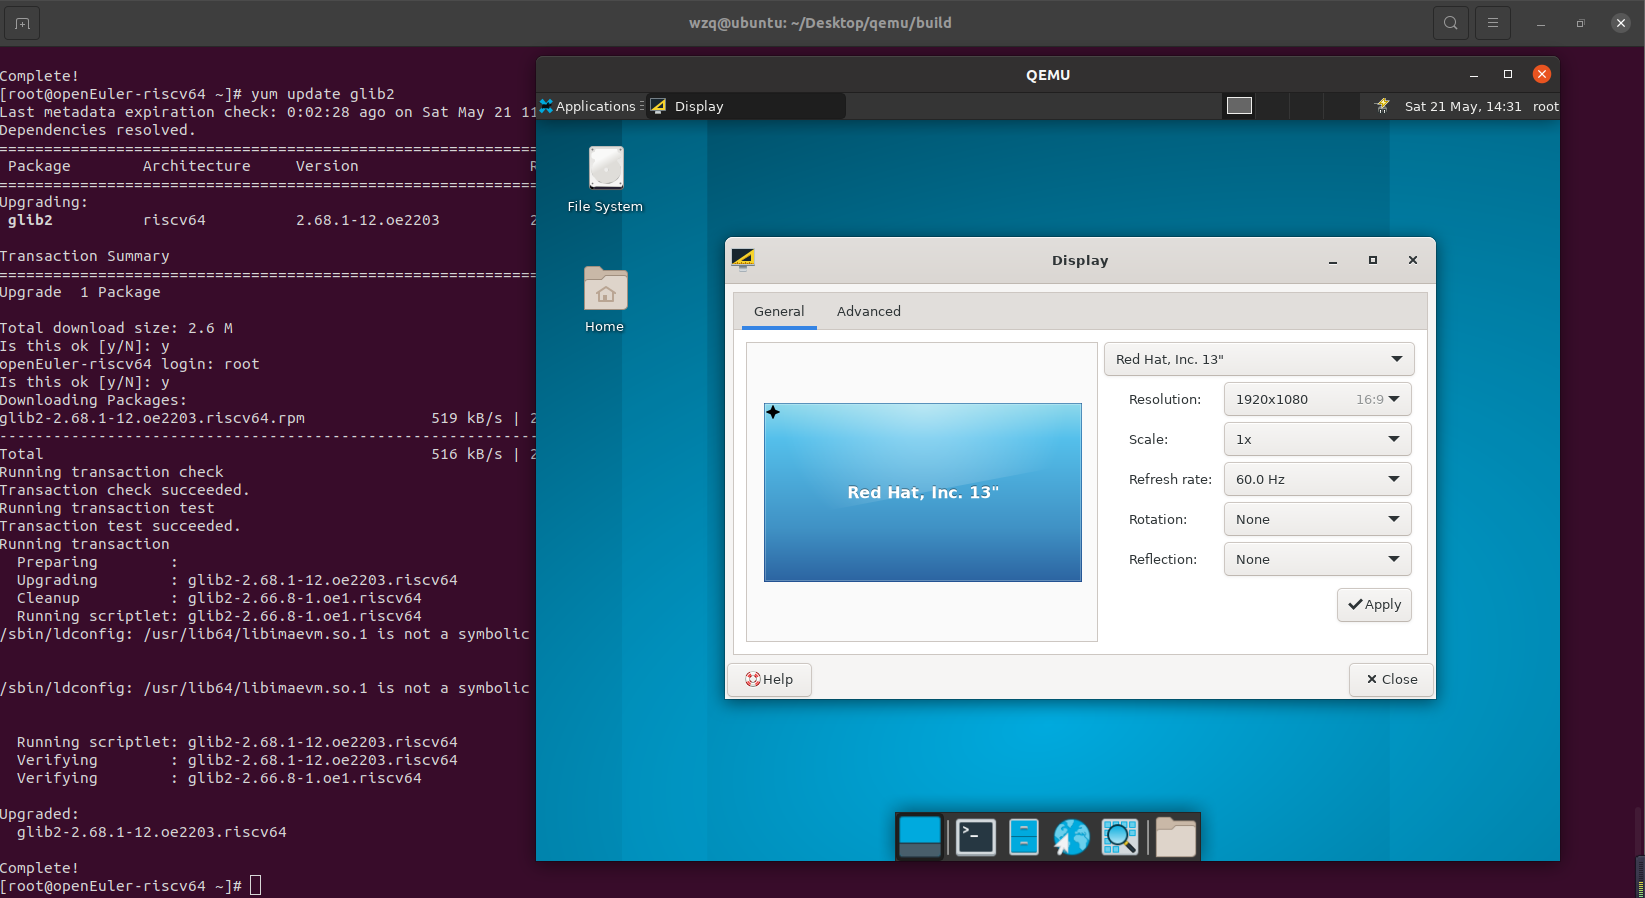 wzq@ubuntu: ~/Desktop/qemu/build
Complete!
[root@openEuler-riscv64 ~]# yum update glib2
Last metadata expiration check: 0:02:28 ago on Sat May 21 11
Dependencies resolved.
================================================================
Package Architecture Version R
================================================================
Upgrading:
glib2 riscv64 2.68.1-12.oe2203 2
Transaction Summary
================================================================
Upgrade 1 Package
Total download size: 2.6 M
Is this ok [y/N]: y
openEuler-riscv64 login: root
Is this ok [y/N]: y
Downloading Packages:
glib2-2.68.1-12.oe2203.riscv64.rpm 519 kB/s | 2
----------------------------------------------------------------
Total 516 kB/s | 2
Running transaction check
Transaction check succeeded.
Running transaction test
Transaction test succeeded.
Running transaction
Preparing :
Upgrading : glib2-2.68.1-12.oe2203.riscv64
Cleanup : glib2-2.66.8-1.oe1.riscv64
Running scriptlet: glib2-2.66.8-1.oe1.riscv64
/sbin/ldconfig: /usr/lib64/libimaevm.so.1 is not a symbolic
/sbin/ldconfig: /usr/lib64/libimaevm.so.1 is not a symbolic
Running scriptlet: glib2-2.68.1-12.oe2203.riscv64
Verifying : glib2-2.68.1-12.oe2203.riscv64
Verifying : glib2-2.66.8-1.oe1.riscv64
Upgraded:
glib2-2.68.1-12.oe2203.riscv64
Complete!
[root@openEuler-riscv64 ~]#
QEMU
Applications Display Sat 21 May, 14:31 root
File System
Home
Display
General Advanced
Red Hat, Inc. 13"
Red Hat, Inc. 13"
Resolution: 1920x1080 16:9
Scale: 1x
Refresh rate: 60.0 Hz
Rotation: None
Reflection: None
Apply
Help Close